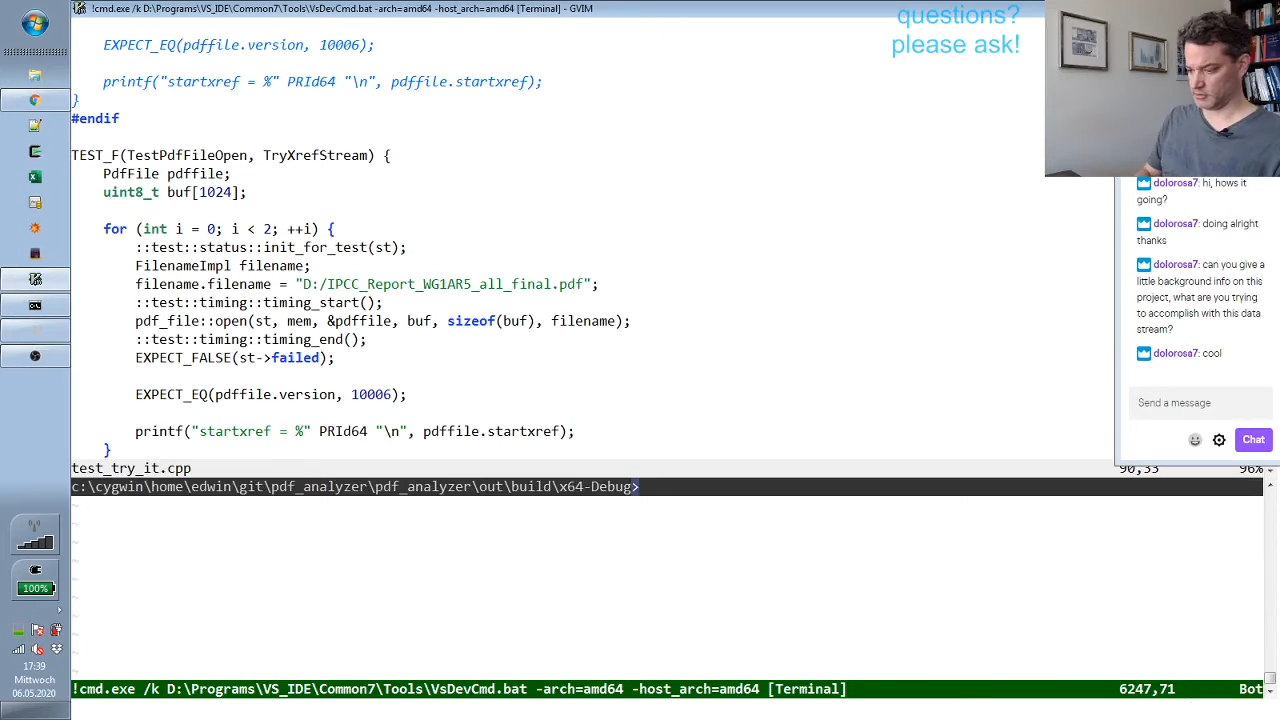 !cmd.exe /k D:\Programs\VS_IDE\Common7\Tools\VsDevCmd.bat -arch=amd64 -host_arch=amd64 [Terminal] - GVIM
questions?
please ask!
EXPECT_EQ(pdffile.version, 10006);
printf("startxref = %" PRId64 "\n", pdffile.startxref);
}
#endif
TEST_F(TestPdfFileOpen, TryXrefStream) {
PdfFile pdffile;
uint8_t buf[1024];
for (int i = 0; i < 2; ++i) {
::test::status::init_for_test(st);
FilenameImpl filename;
filename.filename = "D:/IPCC_Report_WG1AR5_all_final.pdf";
::test::timing::timing_start();
pdf_file::open(st, mem, &pdffile, buf, sizeof(buf), filename);
::test::timing::timing_end();
EXPECT_FALSE(st->failed);
EXPECT_EQ(pdffile.version, 10006);
printf("startxref = %" PRId64 "\n", pdffile.startxref);
}
test_try_it.cpp
90,33
96%
c:\cygwin\home\edwin\git\pdf_analyzer\pdf_analyzer\out\build\x64-Debug>
~
~
~
~
~
~
~
~
~
!cmd.exe /k D:\Programs\VS_IDE\Common7\Tools\VsDevCmd.bat -arch=amd64 -host_arch=amd64 [Terminal]
6247,71
Bot
dolorosa7: hi, hows it
going?
dolorosa7: doing alright
thanks
dolorosa7: can you give a
little background info on this
project, what are you trying
to accomplish with this data
stream?
dolorosa7: cool
Send a message
Chat
100%
17:39
Mittwoch
06.05.2020